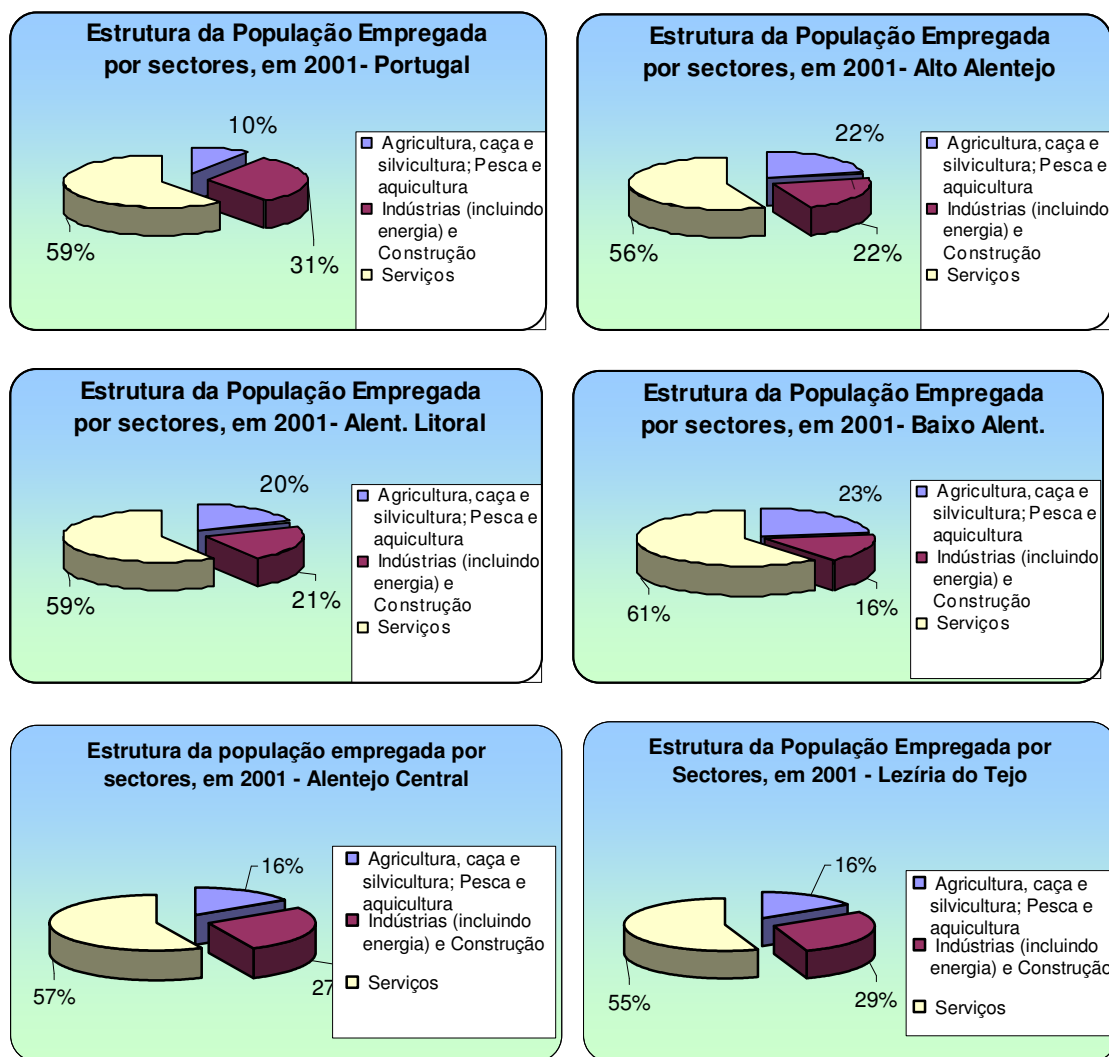 Estrutura da População Empregada
por sectores, em 2001- Portugal
10%
59%
31%
Agricultura, caça e
silvicultura; Pesca e
aquicultura
Indústrias (incluindo
energia) e
Construção
Serviços
Estrutura da População Empregada
por sectores, em 2001- Alto Alentejo
22%
56%
22%
Agricultura, caça e
silvicultura; Pesca e
aquicultura
Indústrias (incluindo
energia) e
Construção
Serviços
Estrutura da População Empregada
por sectores, em 2001- Alent. Litoral
20%
59%
21%
Agricultura, caça e
silvicultura; Pesca e
aquicultura
Indústrias (incluindo
energia) e
Construção
Serviços
Estrutura da População Empregada
por sectores, em 2001- Baixo Alent.
23%
61%
16%
Agricultura, caça e
silvicultura; Pesca e
aquicultura
Indústrias (incluindo
energia) e
Construção
Serviços
Estrutura da população empregada por
sectores, em 2001 - Alentejo Central
16%
57%
27
Agricultura, caça e
silvicultura; Pesca e
aquicultura
Indústrias (incluindo
energia) e Construção
Serviços
Estrutura da População Empregada por
Sectores, em 2001 - Lezíria do Tejo
16%
55%
29%
Agricultura, caça e
silvicultura; Pesca e
aquicultura
Indústrias (incluindo
energia) e Construção
Serviços